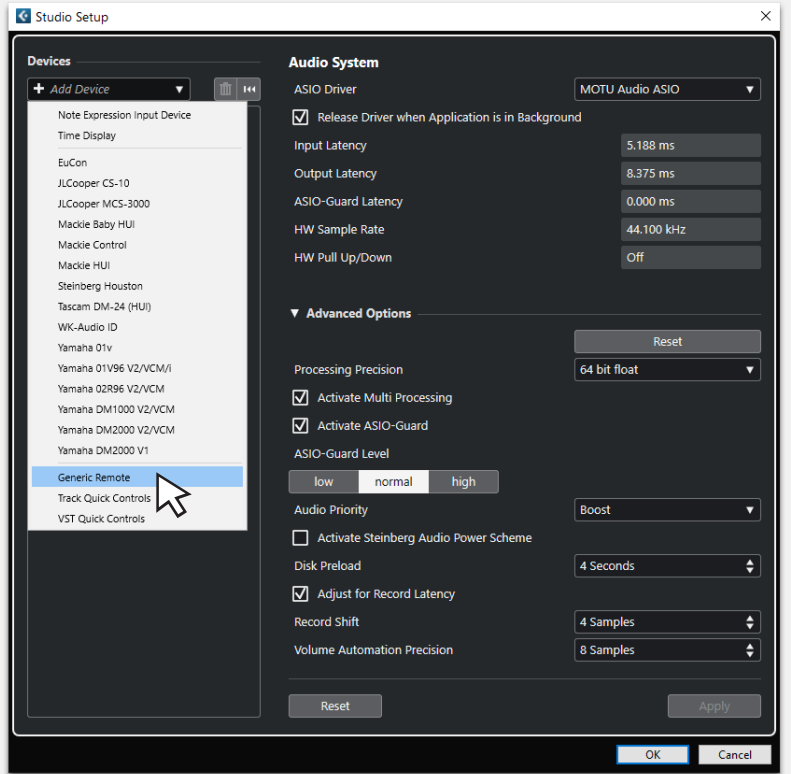 Studio Setup
Devices
Add Device
Note Expression Input Device
Time Display
EuCon
JLCooper CS-10
JLCooper MCS-3000
Mackie Baby HUI
Mackie Control
Mackie HUI
Steinberg Houston
Tascam DM-24 (HUI)
WK-Audio ID
Yamaha 01v
Yamaha 01V96 V2/VCM/i
Yamaha 02R96 V2/VCM
Yamaha DM1000 V2/VCM
Yamaha DM2000 V2/VCM
Yamaha DM2000 V1
Generic Remote
Track Quick Controls
VST Quick Controls
Audio System
ASIO Driver MOTU Audio ASIO
Release Driver when Application is in Background
Input Latency 5.188 ms
Output Latency 8.375 ms
ASIO-Guard Latency 0.000 ms
HW Sample Rate 44.100 kHz
HW Pull Up/Down Off
Advanced Options
Reset
Processing Precision 64 bit float
Activate Multi Processing
Activate ASIO-Guard
ASIO-Guard Level
low normal high
Audio Priority Boost
Activate Steinberg Audio Power Scheme
Disk Preload 4 Seconds
Adjust for Record Latency
Record Shift 4 Samples
Volume Automation Precision 8 Samples
Reset Apply
OK Cancel